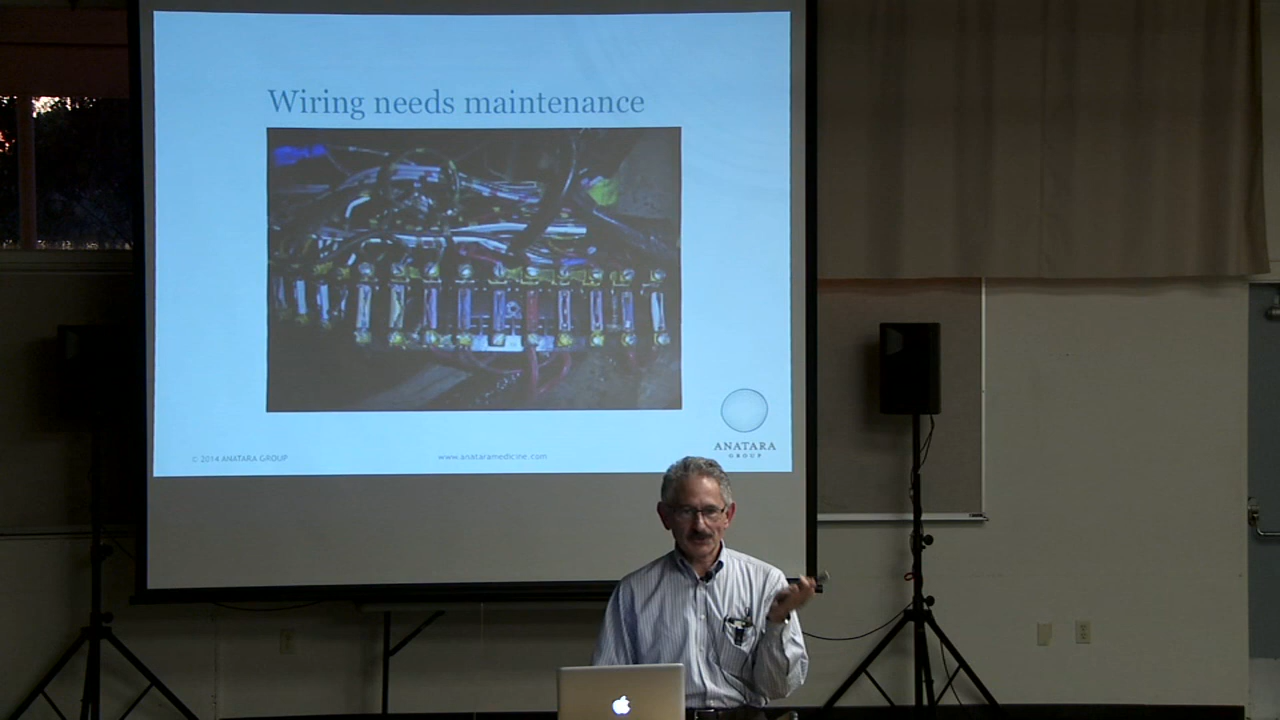 Wiring needs maintenance
ANATARA
GROUP
© 2014 ANATARA GROUP
www.anataramedicine.com